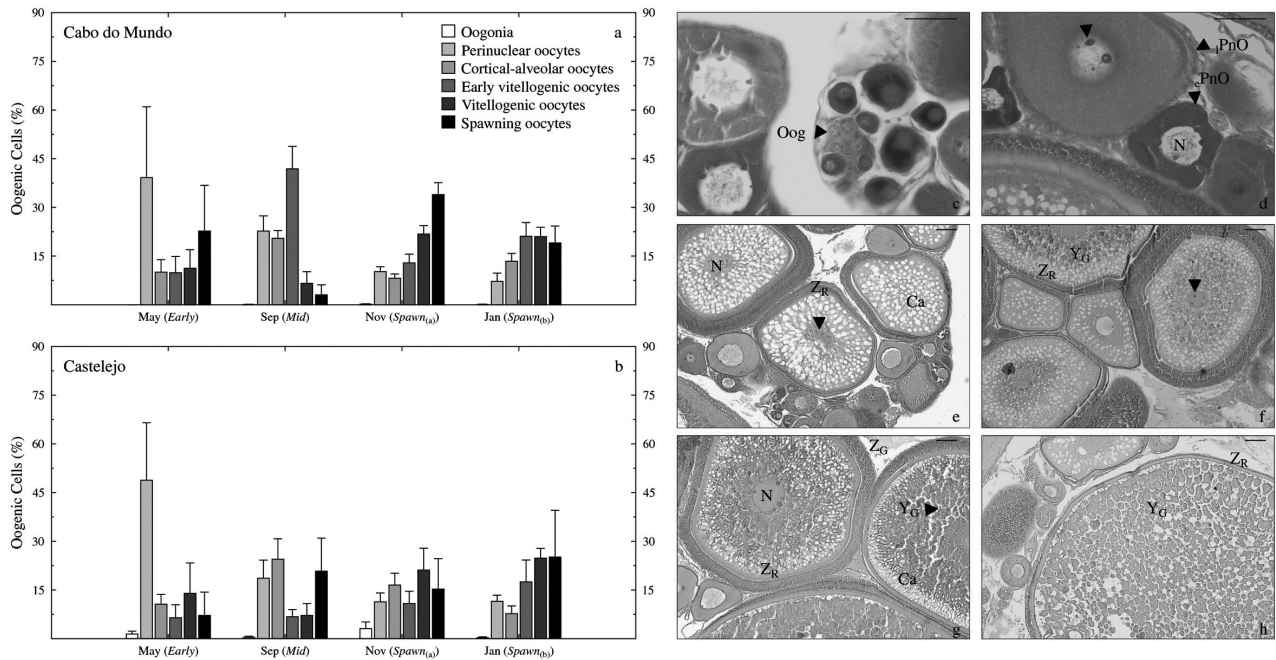 90
75
60
45
30
15
Oogenic Cells (%)
Cabo do Mundo
a
Oogonia
Perinuclear oocytes
Cortical-alveolar oocytes
Early vitellogenic oocytes
Vitellogenic oocytes
Spawning oocytes
90
75
60
45
30
15
May (Early)
Sep (Mid)
Nov (Spawn(a))
Jan (Spawn(b))
90
75
60
45
30
15
Oogenic Cells (%)
Castelejo
b
90
75
60
45
30
15
May (Early)
Sep (Mid)
Nov (Spawn(a))
Jan (Spawn(b))
Oog
c
lPnO
ePnO
N
d
N
ZR
Ca
e
YG
ZR
f
ZG
N
YG
ZR
Ca
g
ZR
YG
h